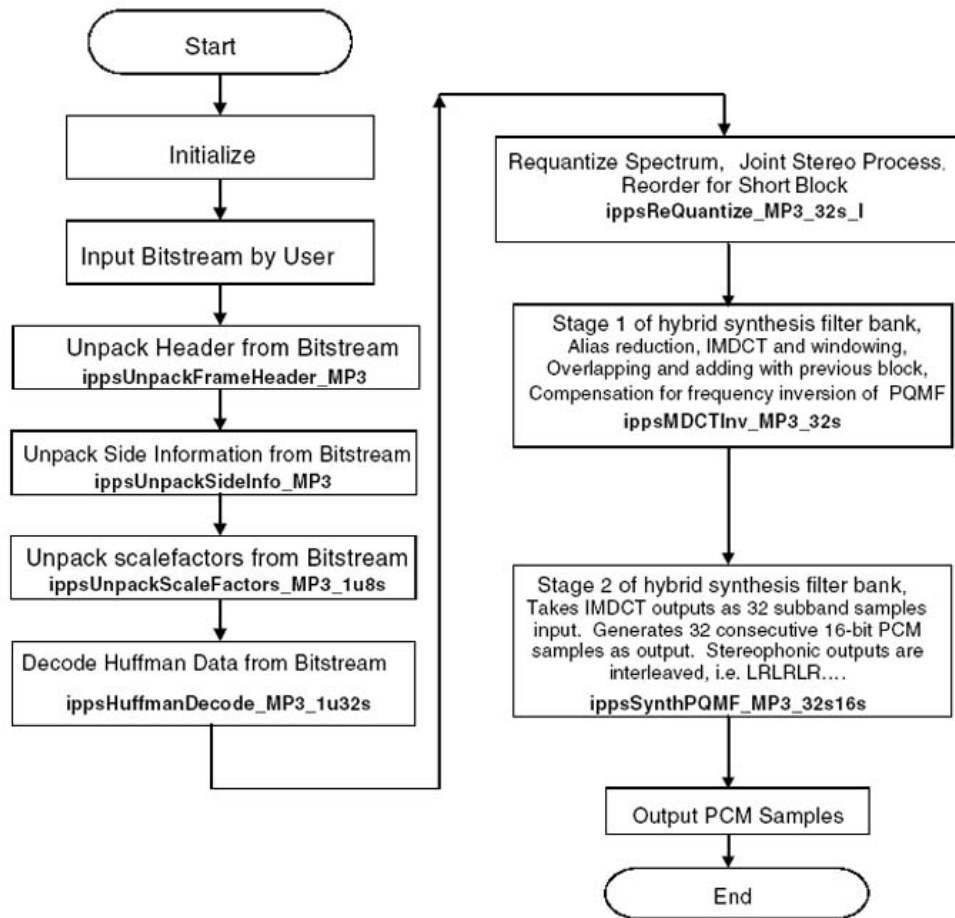 Start
Initialize
Input Bitstream by User
Unpack Header from Bitstream
ippsUnpackFrameHeader_MP3
Unpack Side Information from Bitstream
ippsUnpackSideInfo_MP3
Unpack scalefactors from Bitstream
ippsUnpackScaleFactors_MP3_1u8s
Decode Huffman Data from Bitstream
ippsHuffmanDecode_MP3_1u32s
Requantize Spectrum, Joint Stereo Process,
Reorder for Short Block
ippsReQuantize_MP3_32s_I
Stage 1 of hybrid synthesis filter bank,
Alias reduction, IMDCT and windowing,
Overlapping and adding with previous block,
Compensation for frequency inversion of PQMF
ippsMDCTInv_MP3_32s
Stage 2 of hybrid synthesis filter bank,
Takes IMDCT outputs as 32 subband samples
input. Generates 32 consecutive 16-bit PCM
samples as output. Stereophonic outputs are
interleaved, i.e. LRLRLR....
ippsSynthPQMF_MP3_32s16s
Output PCM Samples
End